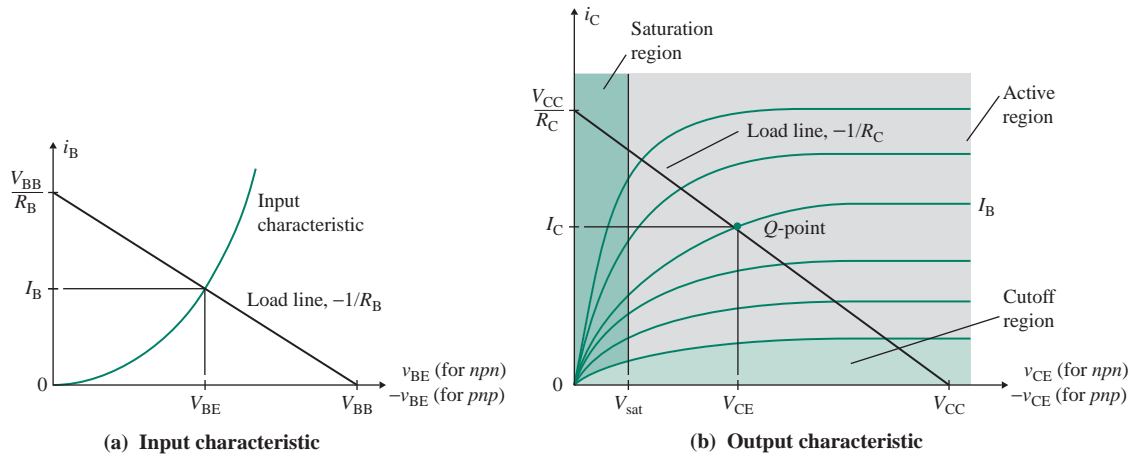 i_B
V_BB
R_B
Input
characteristic
I_B
Load line, −1/R_B
0
V_BE
V_BB
v_BE (for npn)
−v_BE (for pnp)
(a) Input characteristic
i_C
Saturation
region
V_CC
R_C
Load line, −1/R_C
Active
region
I_C
Q-point
I_B
Cutoff
region
0
V_sat
V_CE
V_CC
v_CE (for npn)
−v_CE (for pnp)
(b) Output characteristic